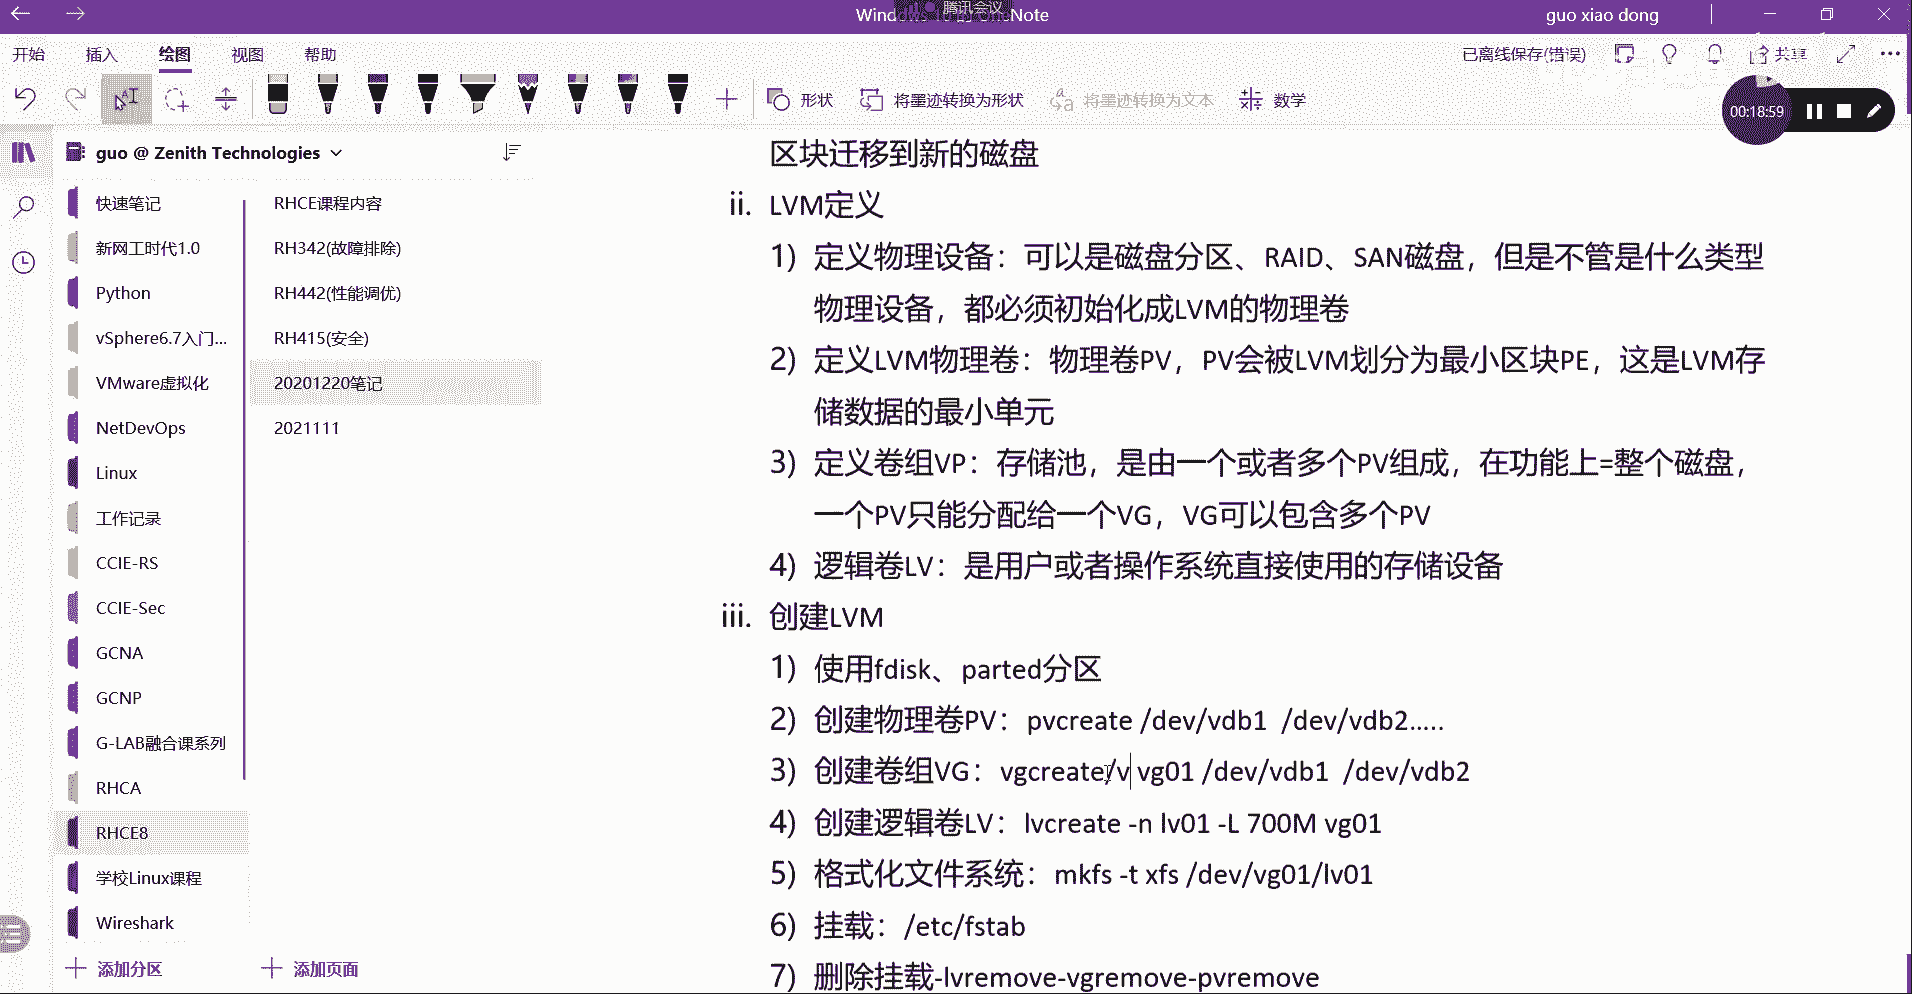 腾讯会议
guo xiao dong
开始 插入 绘图 视图 帮助
已离线保存(错误) 共享
形状 将墨迹转换为形状 将墨迹转换为文本 数学
00:18:59
guo @ Zenith Technologies
快速笔记
新网工时代1.0
Python
vSphere6.7入门...
VMware虚拟化
NetDevOps
Linux
工作记录
CCIE-RS
CCIE-Sec
GCNA
GCNP
G-LAB融合课系列
RHCA
RHCE8
学校Linux课程
Wireshark
添加分区
RHCE课程内容
RH342(故障排除)
RH442(性能调优)
RH415(安全)
20201220笔记
2021111
添加页面
区块迁移到新的磁盘
ii. LVM定义
1) 定义物理设备：可以是磁盘分区、RAID、SAN磁盘，但是不管是什么类型
物理设备，都必须初始化成LVM的物理卷
2) 定义LVM物理卷：物理卷PV，PV会被LVM划分为最小区块PE，这是LVM存
储数据的最小单元
3) 定义卷组VP：存储池，是由一个或者多个PV组成，在功能上=整个磁盘，
一个PV只能分配给一个VG，VG可以包含多个PV
4) 逻辑卷LV：是用户或者操作系统直接使用的存储设备
iii. 创建LVM
1) 使用fdisk、parted分区
2) 创建物理卷PV：pvcreate /dev/vdb1 /dev/vdb2.....
3) 创建卷组VG：vgcreate/v vg01 /dev/vdb1 /dev/vdb2
4) 创建逻辑卷LV：lvcreate -n lv01 -L 700M vg01
5) 格式化文件系统：mkfs -t xfs /dev/vg01/lv01
6) 挂载：/etc/fstab
7) 删除挂载-lvremove-vgremove-pvremove